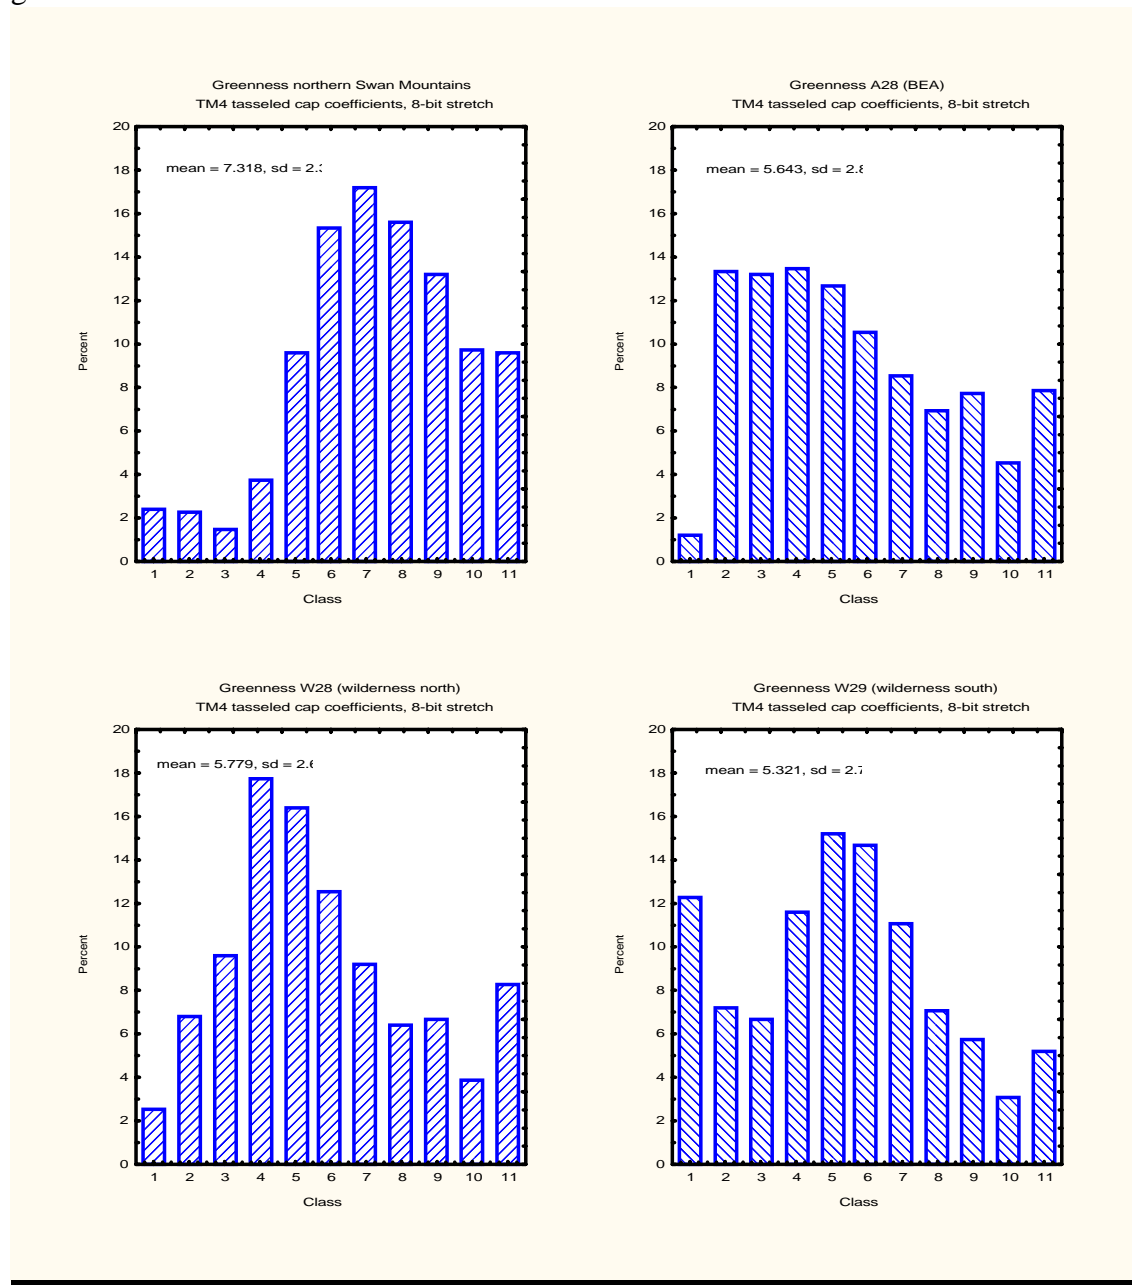 Greenness northern Swan Mountains
TM4 tasseled cap coefficients, 8-bit stretch
20
mean = 7.318, sd = 2.
18
16
14
12
10
8
6
4
2
0
Percent
1 2 3 4 5 6 7 8 9 10 11
Class
Greenness A28 (BEA)
TM4 tasseled cap coefficients, 8-bit stretch
20
mean = 5.643, sd = 2.
18
16
14
12
10
8
6
4
2
0
Percent
1 2 3 4 5 6 7 8 9 10 11
Class
Greenness W28 (wilderness north)
TM4 tasseled cap coefficients, 8-bit stretch
20
mean = 5.779, sd = 2.
18
16
14
12
10
8
6
4
2
0
Percent
1 2 3 4 5 6 7 8 9 10 11
Class
Greenness W29 (wilderness south)
TM4 tasseled cap coefficients, 8-bit stretch
20
mean = 5.321, sd = 2.
18
16
14
12
10
8
6
4
2
0
Percent
1 2 3 4 5 6 7 8 9 10 11
Class